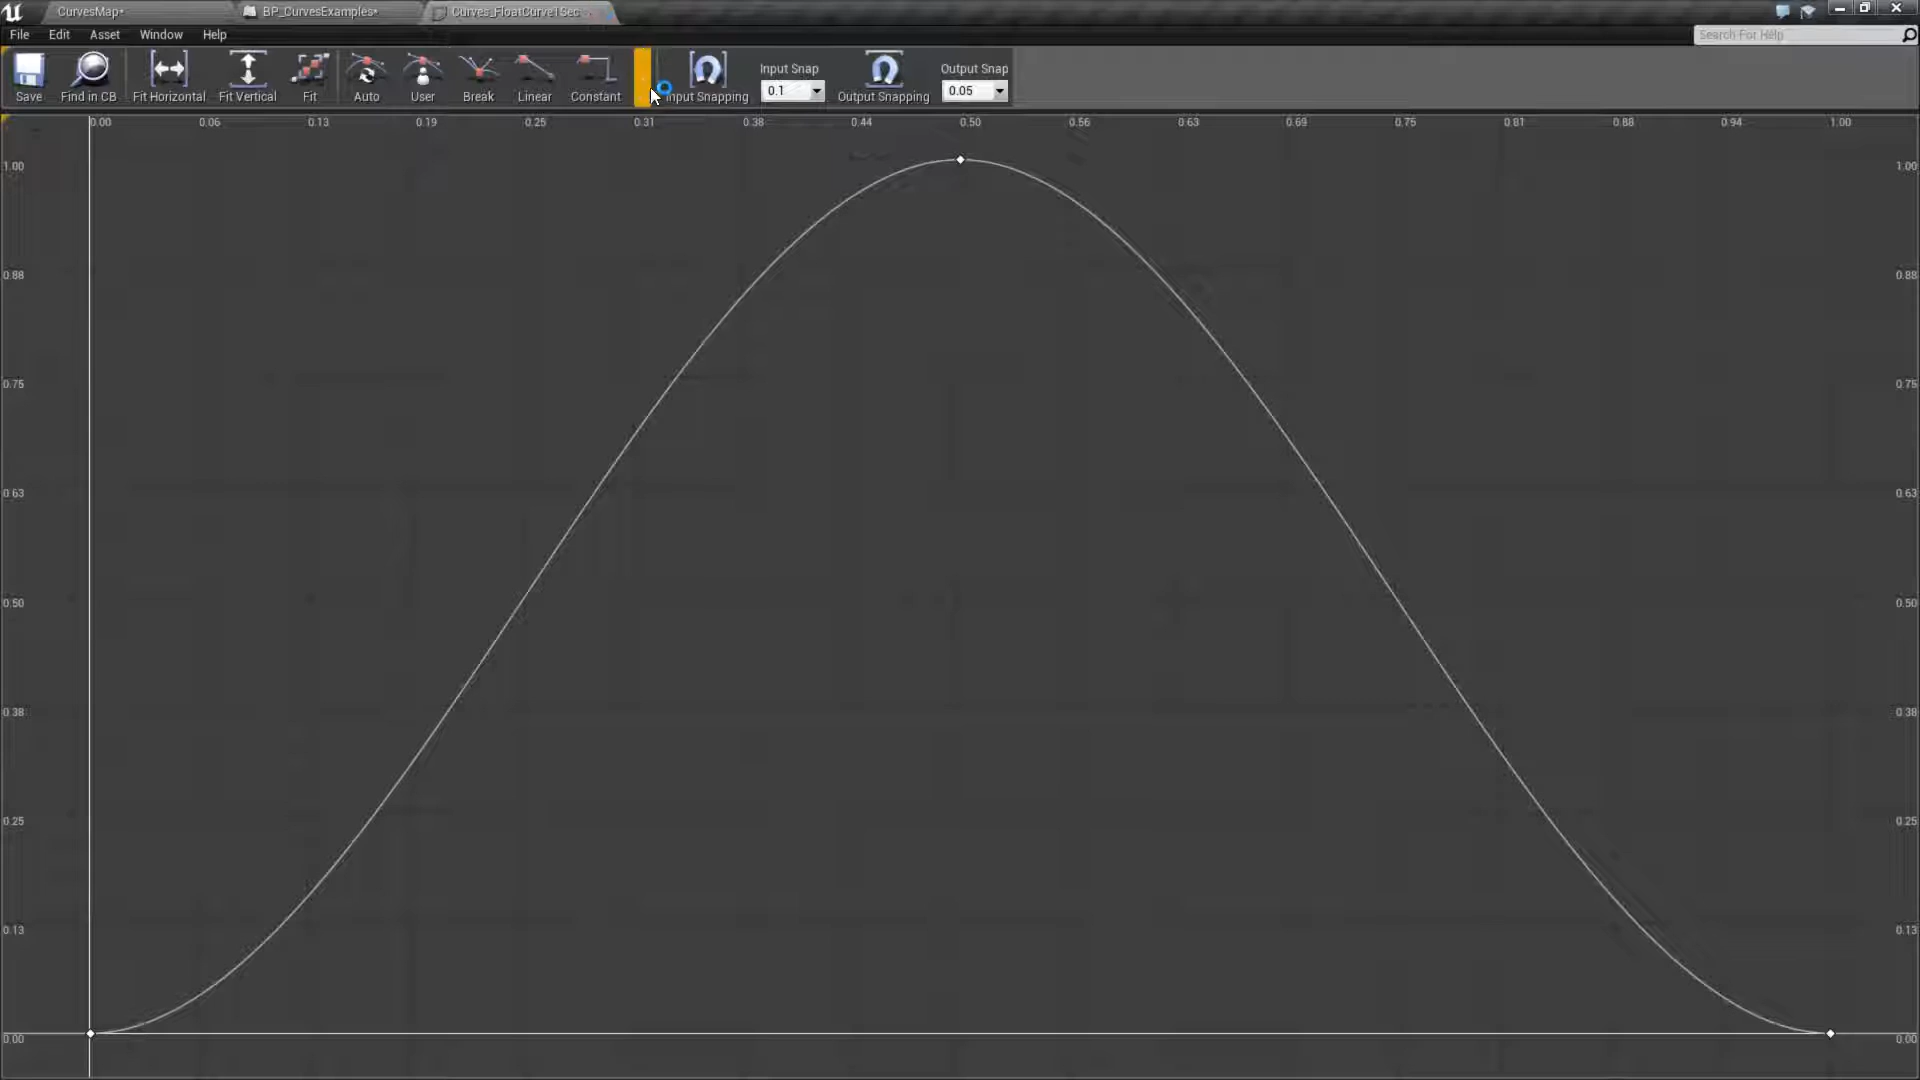 CurvesMap• BP_CurvesExamples• Curves_FloatCurve1Sec
File Edit Asset Window Help Search For Help
Save Find in CB Fit Horizontal Fit Vertical Fit Auto User Break Linear Constant Input Snapping Input Snap 0.1 Output Snapping Output Snap 0.05
0.00 0.06 0.13 0.19 0.25 0.31 0.38 0.44 0.50 0.56 0.63 0.69 0.75 0.81 0.88 0.94 1.00
1.00 1.00
0.88 0.88
0.75 0.75
0.63 0.63
0.50 0.50
0.38 0.38
0.25 0.25
0.13 0.13
0.00 0.00